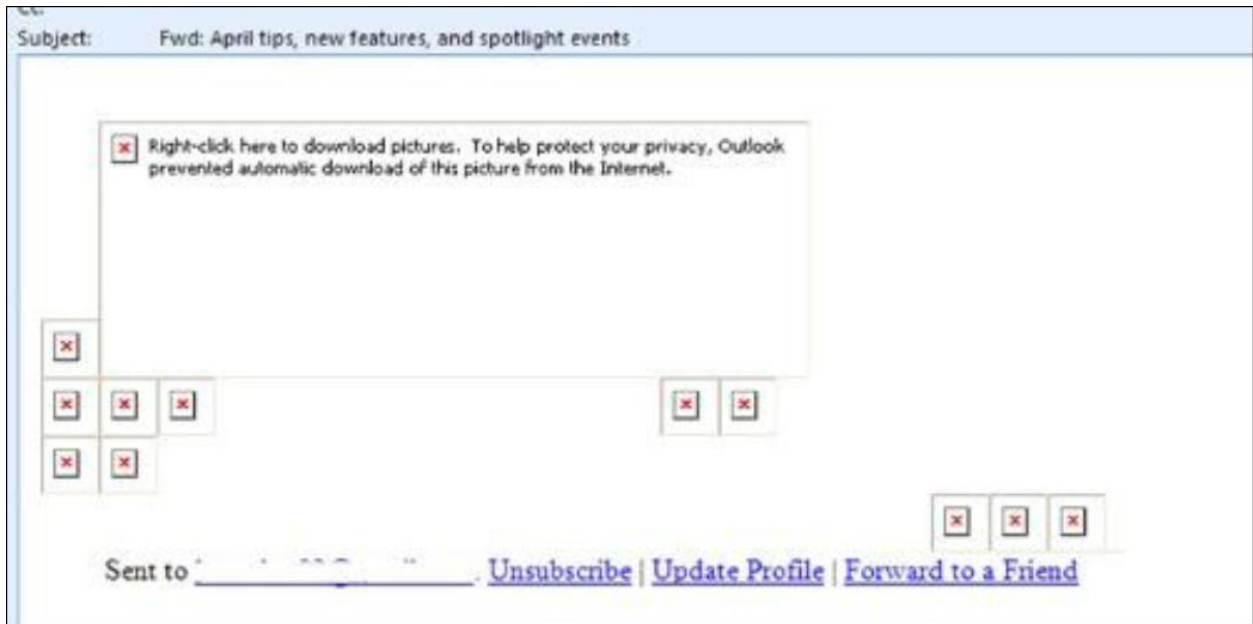 Subject: Fwd: April tips, new features, and spotlight events
Right-click here to download pictures. To help protect your privacy, Outlook
prevented automatic download of this picture from the Internet.
Sent to . Unsubscribe | Update Profile | Forward to a Friend